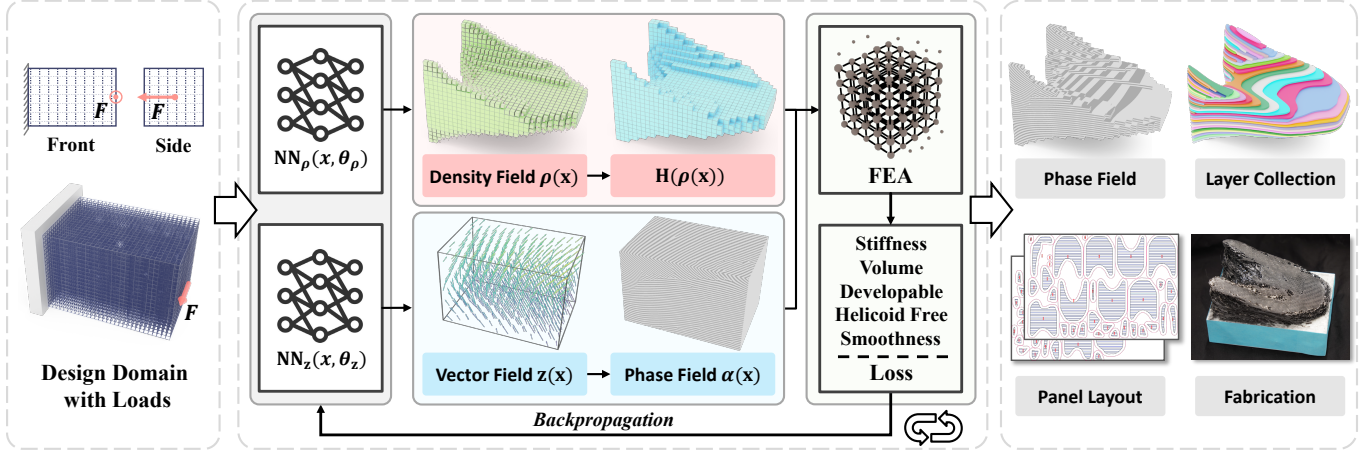 F
F
Front
Side
F
Design Domain
with Loads
NNρ(x, θρ)
NNz(x, θz)
Density Field ρ(x)
H(ρ(x))
Vector Field z(x)
Phase Field α(x)
Backpropagation
FEA
Stiffness
Volume
Developable
Helicoid Free
Smoothness
Loss
Phase Field
Layer Collection
Panel Layout
Fabrication